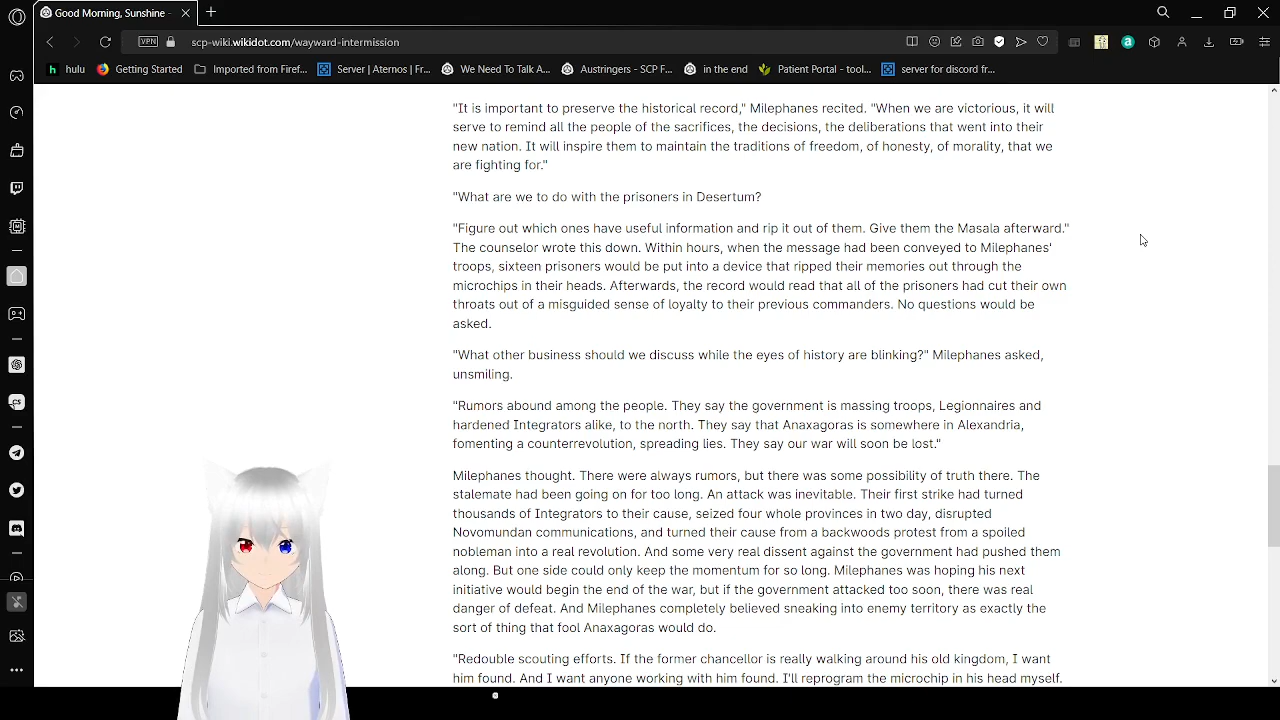 Good Morning, Sunshine -
VPN
scp-wiki.wikidot.com/wayward-intermission
hulu
Getting Started
Imported from Firef...
Server | Aternos | Fr...
We Need To Talk A...
Austringers - SCP F...
in the end
Patient Portal - tool...
server for discord fr...
"It is important to preserve the historical record," Milephanes recited. "When we are victorious, it will
serve to remind all the people of the sacrifices, the decisions, the deliberations that went into their
new nation. It will inspire them to maintain the traditions of freedom, of honesty, of morality, that we
are fighting for."
"What are we to do with the prisoners in Desertum?
"Figure out which ones have useful information and rip it out of them. Give them the Masala afterward."
The counselor wrote this down. Within hours, when the message had been conveyed to Milephanes'
troops, sixteen prisoners would be put into a device that ripped their memories out through the
microchips in their heads. Afterwards, the record would read that all of the prisoners had cut their own
throats out of a misguided sense of loyalty to their previous commanders. No questions would be
asked.
"What other business should we discuss while the eyes of history are blinking?" Milephanes asked,
unsmiling.
"Rumors abound among the people. They say the government is massing troops, Legionnaires and
hardened Integrators alike, to the north. They say that Anaxagoras is somewhere in Alexandria,
fomenting a counterrevolution, spreading lies. They say our war will soon be lost."
Milephanes thought. There were always rumors, but there was some possibility of truth there. The
stalemate had been going on for too long. An attack was inevitable. Their first strike had turned
thousands of Integrators to their cause, seized four whole provinces in two day, disrupted
Novomundan communications, and turned their cause from a backwoods protest from a spoiled
nobleman into a real revolution. And some very real dissent against the government had pushed them
along. But one side could only keep the momentum for so long. Milephanes was hoping his next
initiative would begin the end of the war, but if the government attacked too soon, there was real
danger of defeat. And Milephanes completely believed sneaking into enemy territory as exactly the
sort of thing that fool Anaxagoras would do.
"Redouble scouting efforts. If the former chancellor is really walking around his old kingdom, I want
him found. And I want anyone working with him found. I'll reprogram the microchip in his head myself.